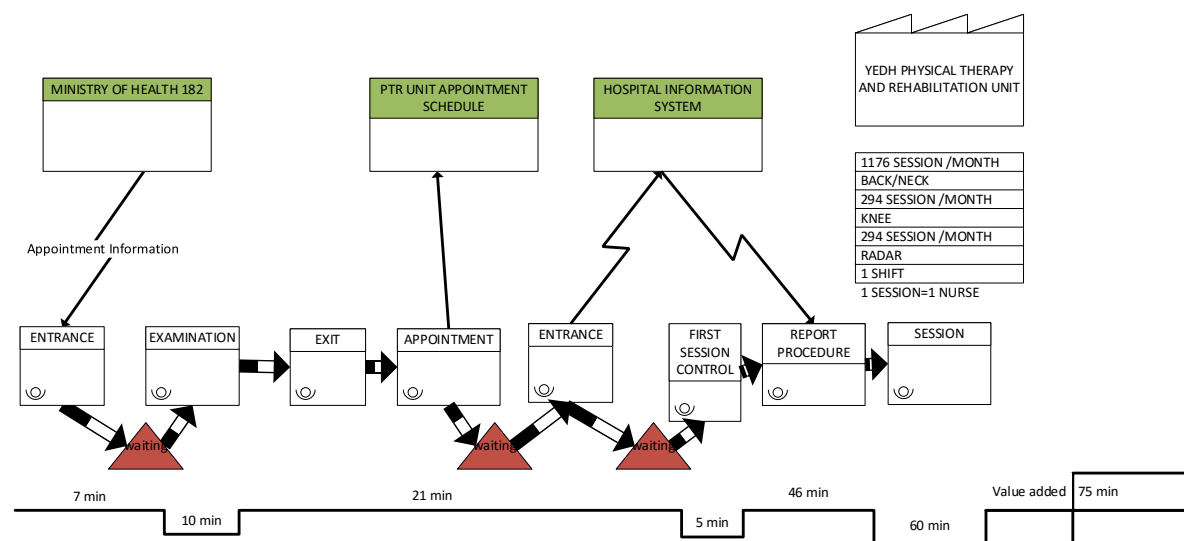 MINISTRY OF HEALTH 182
PTR UNIT APPOINTMENT
SCHEDULE
HOSPITAL INFORMATION
SYSTEM
YEDH PHYSICAL THERAPY
AND REHABILITATION UNIT
1176 SESSION /MONTH
BACK/NECK
294 SESSION /MONTH
KNEE
294 SESSION /MONTH
RADAR
1 SHIFT
1 SESSION=1 NURSE
Appointment Information
ENTRANCE
EXAMINATION
EXIT
APPOINTMENT
ENTRANCE
FIRST
SESSION
CONTROL
REPORT
PROCEDURE
SESSION
waiting
waiting
waiting
7 min
10 min
21 min
5 min
46 min
60 min
Value added
75 min